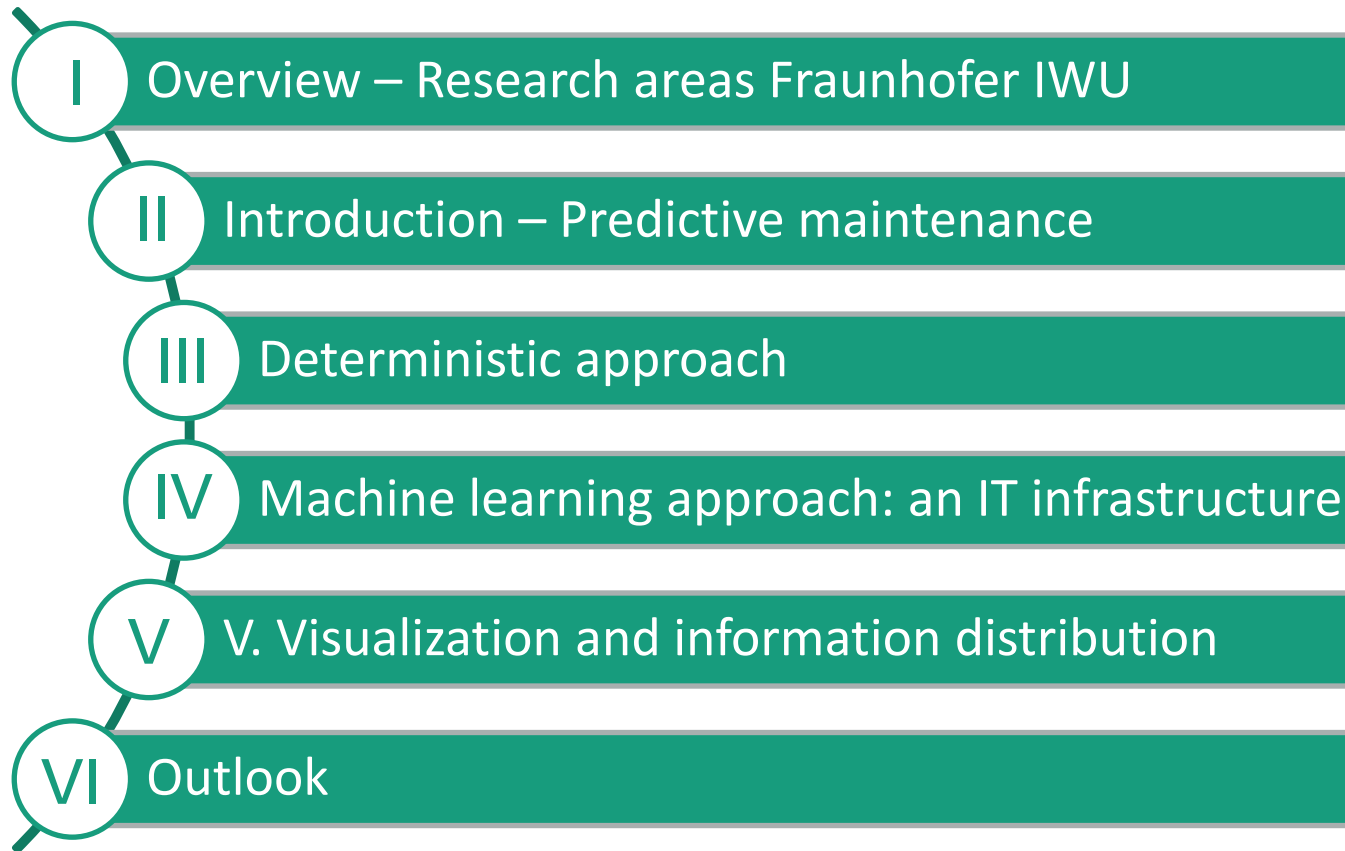 I Overview – Research areas Fraunhofer IWU
II Introduction – Predictive maintenance
III Deterministic approach
IV Machine learning approach: an IT infrastructure
V V. Visualization and information distribution
VI Outlook